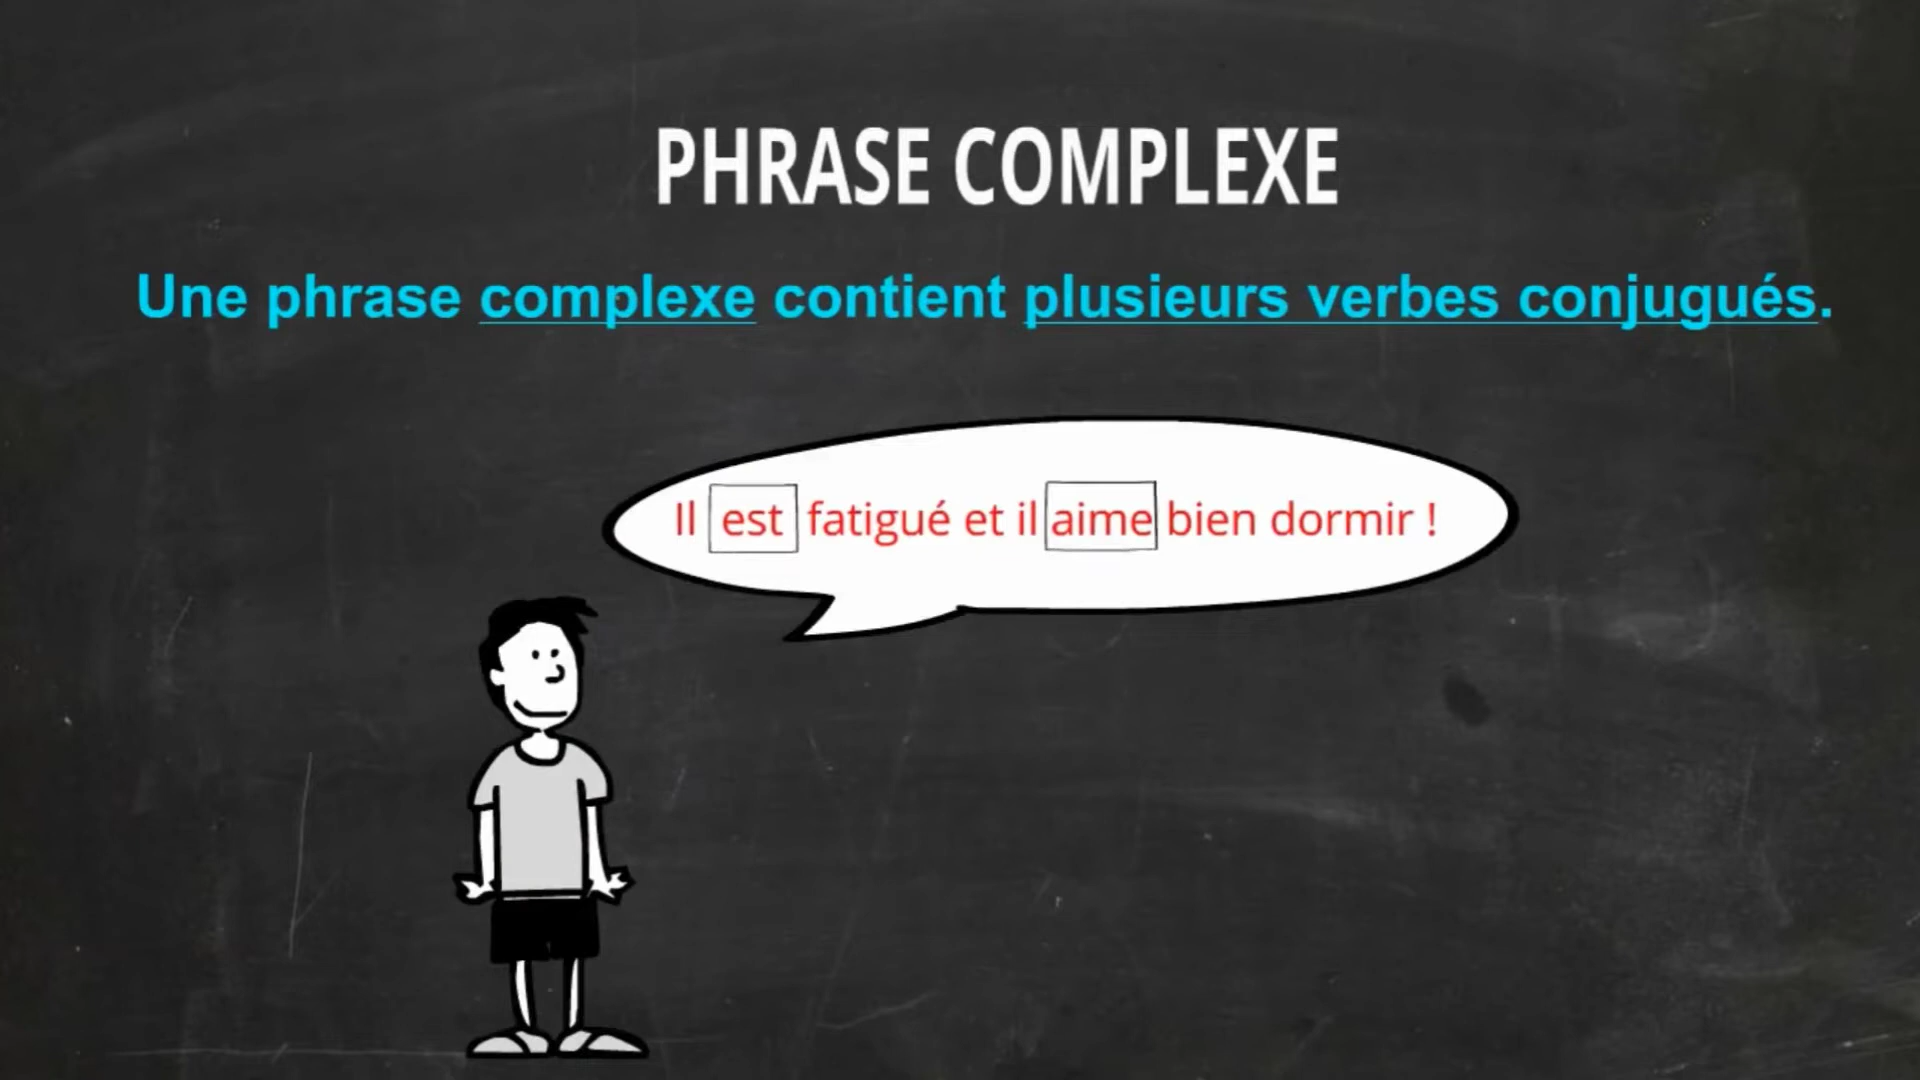 PHRASE COMPLEXE
Une phrase complexe contient plusieurs verbes conjugués.
Il est fatigué et il aime bien dormir !